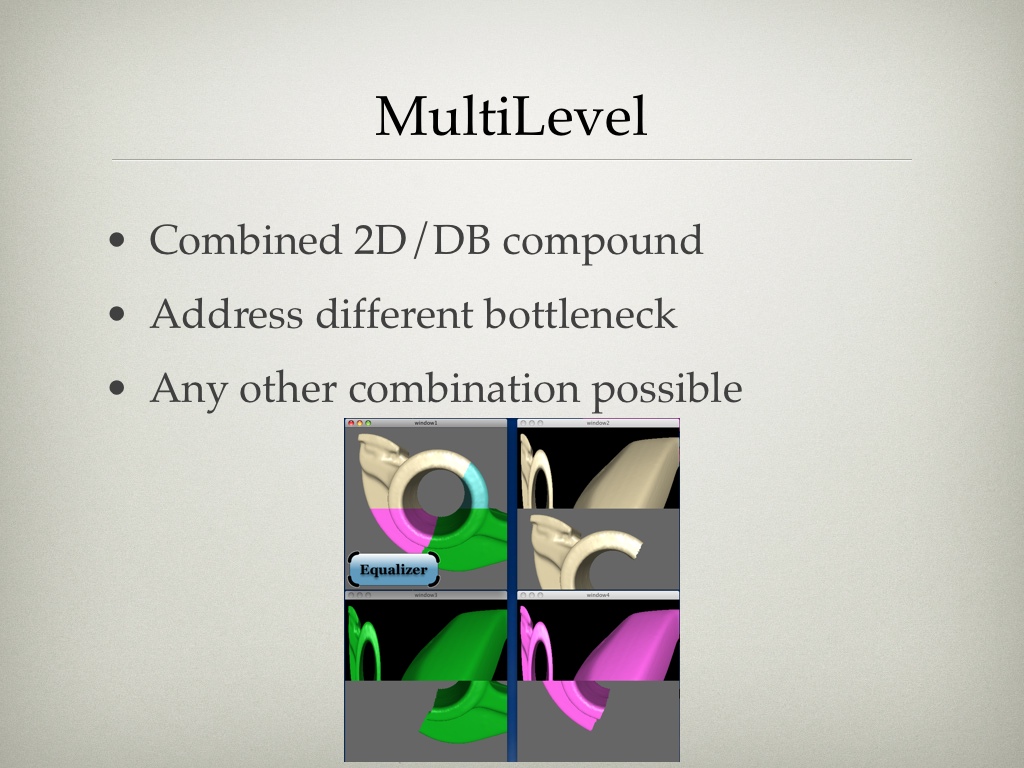 MultiLevel
• Combined 2D/DB compound
• Address different bottleneck
• Any other combination possible
window1
window2
Equalizer
window3
window4